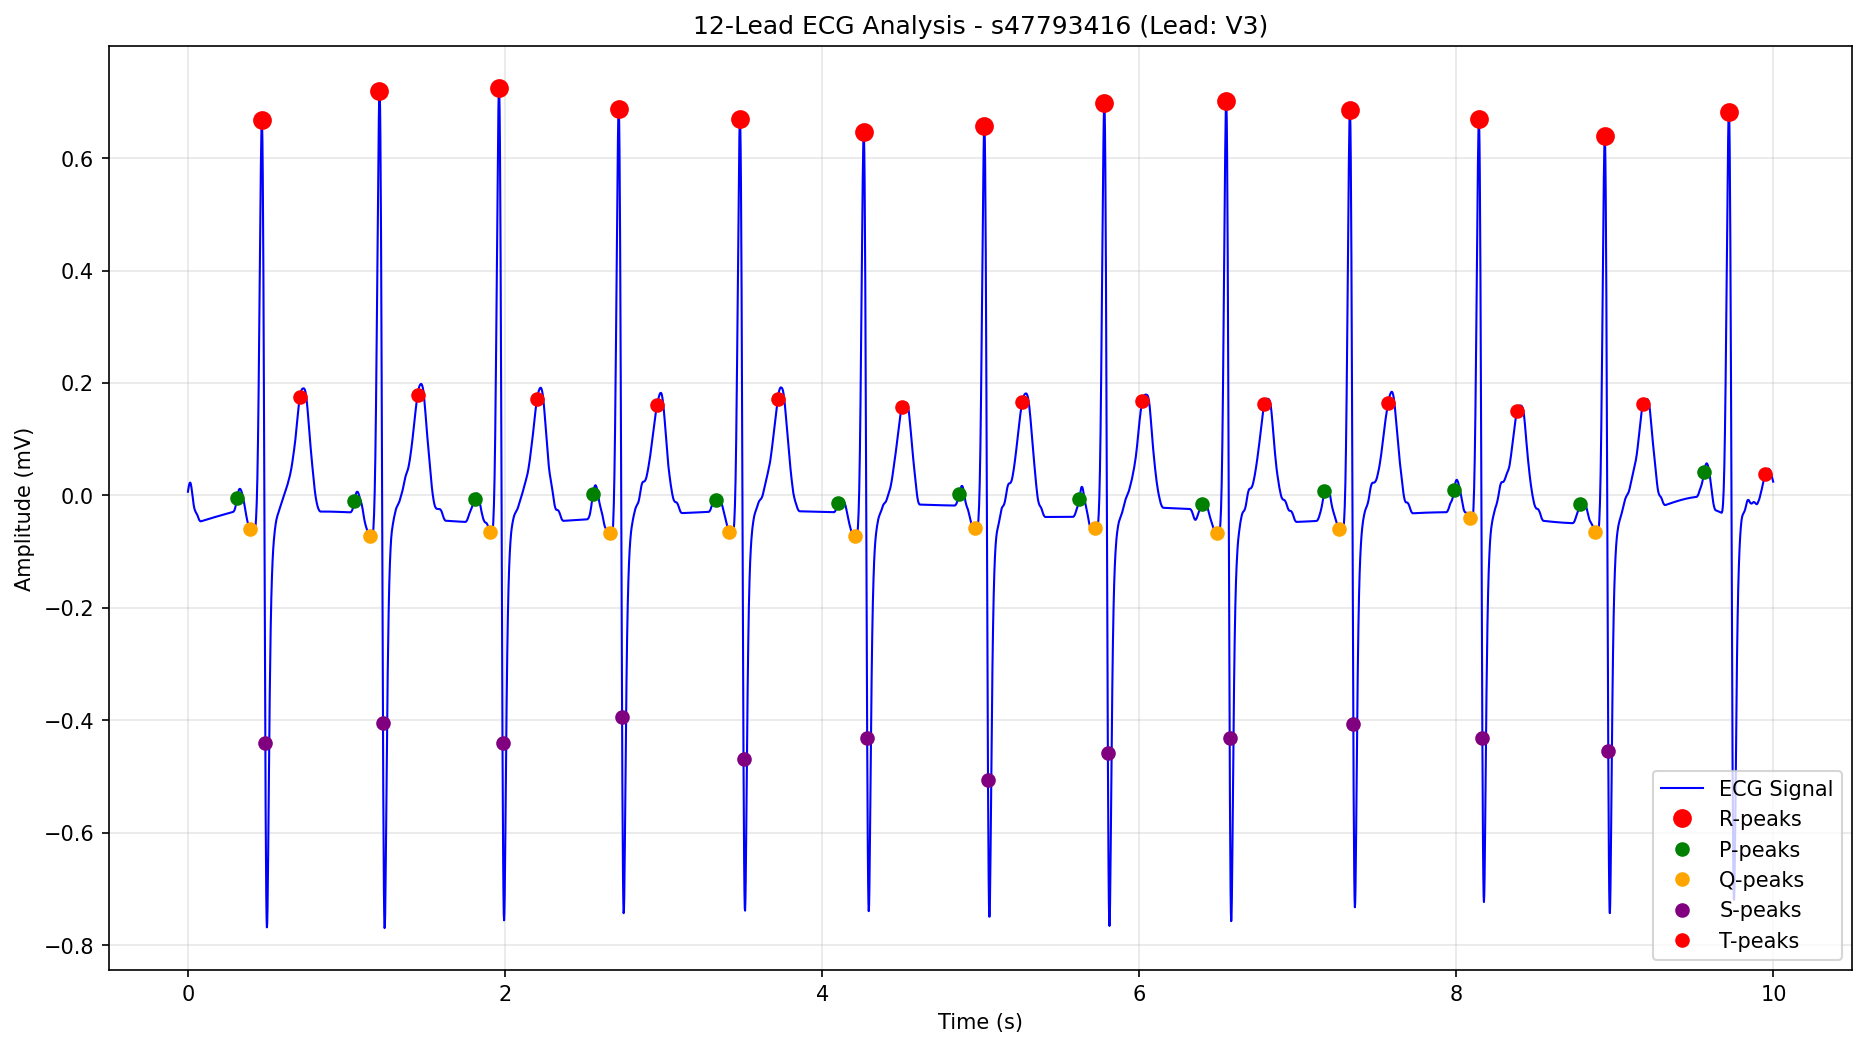 12-Lead ECG Analysis - s47793416 (Lead: V3)
Amplitude (mV)
0.6
0.4
0.2
0.0
−0.2
−0.4
−0.6
−0.8
ECG Signal
R-peaks
P-peaks
Q-peaks
S-peaks
T-peaks
0 2 4 6 8 10
Time (s)